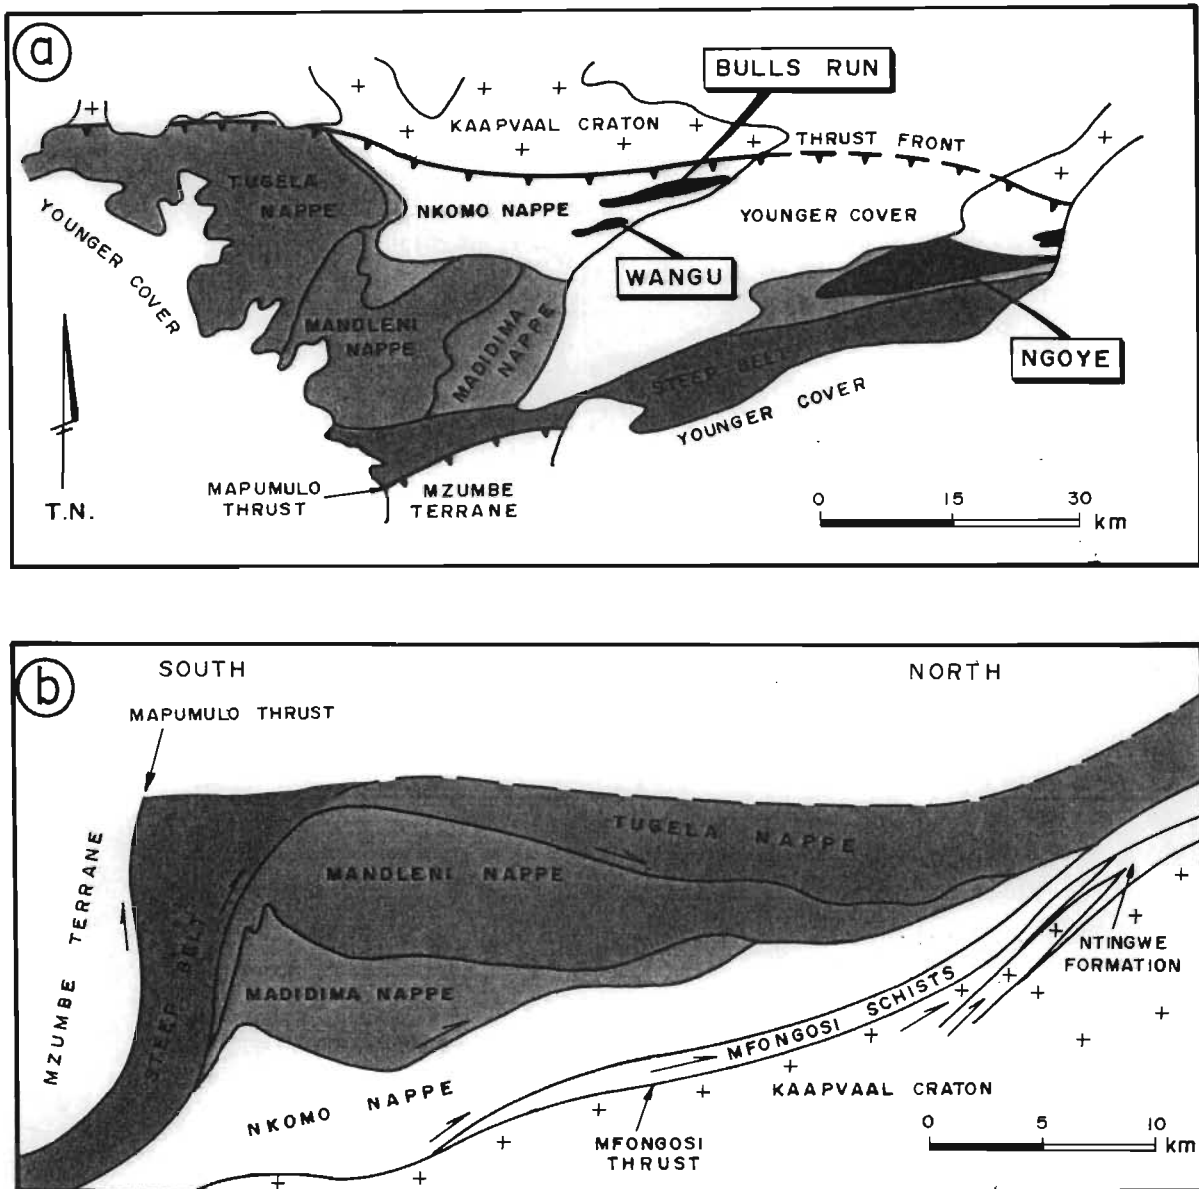 a
BULLS RUN
KAAPVAAL CRATON
THRUST FRONT
TUGELA
NAPPE
NKOMO NAPPE
YOUNGER COVER
YOUNGER COVER
WANGU
MANDLENI
NAPPE
MADIDIMA
NAPPE
STEEP BELT
NGOYE
YOUNGER COVER
MAPUMULO
THRUST
MZUMBE
TERRANE
T.N.
0 15 30
km
b
SOUTH
NORTH
MAPUMULO THRUST
TUGELA NAPPE
MANDLENI NAPPE
MZUMBE TERRANE
STEEP BELT
MADIDIMA NAPPE
NTINGWE
FORMATION
MFONGOSI SCHISTS
NKOMO NAPPE
KAAPVAAL CRATON
MFONGOSI
THRUST
0 5 10
km